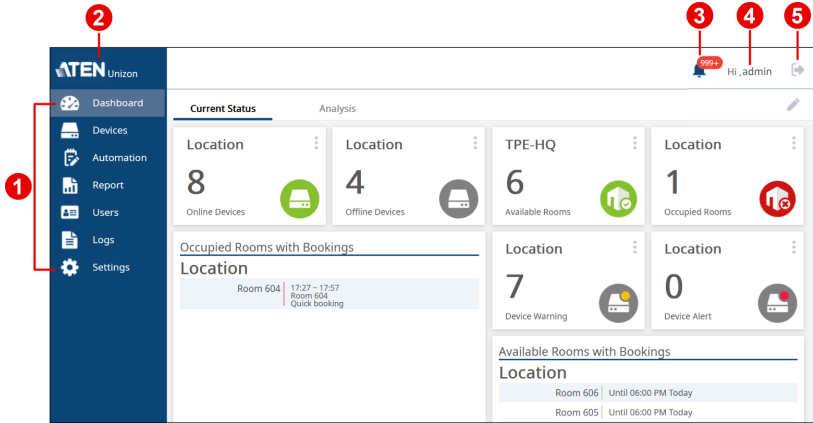 2
3
4
5
ATEN Unizon
999+
Hi , admin
1
Dashboard
Devices
Automation
Report
Users
Logs
Settings
Current Status
Analysis
Location
8
Online Devices
Location
4
Offline Devices
TPE-HQ
6
Available Rooms
Location
1
Occupied Rooms
Occupied Rooms with Bookings
Location
Room 604
17:27 ~ 17:57
Room 604
Quick booking
Location
7
Device Warning
Location
0
Device Alert
Available Rooms with Bookings
Location
Room 606 Until 06:00 PM Today
Room 605 Until 06:00 PM Today